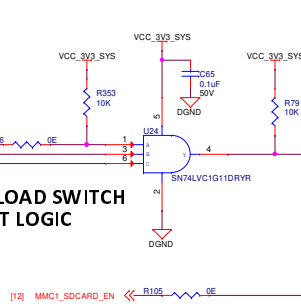 VCC_3V3_SYS
VCC_3V3_SYS
VCC_3V3_SYS
C65
0.1uF
50V
DGND
R353
10K
R79
10K
5
U24
0E
1
3
6
A
B
C
Y
4
SN74LVC1G11DRYR
2
DGND
LOAD SWITCH
T LOGIC
[12] MMC1_SDCARD_EN
R105
0E